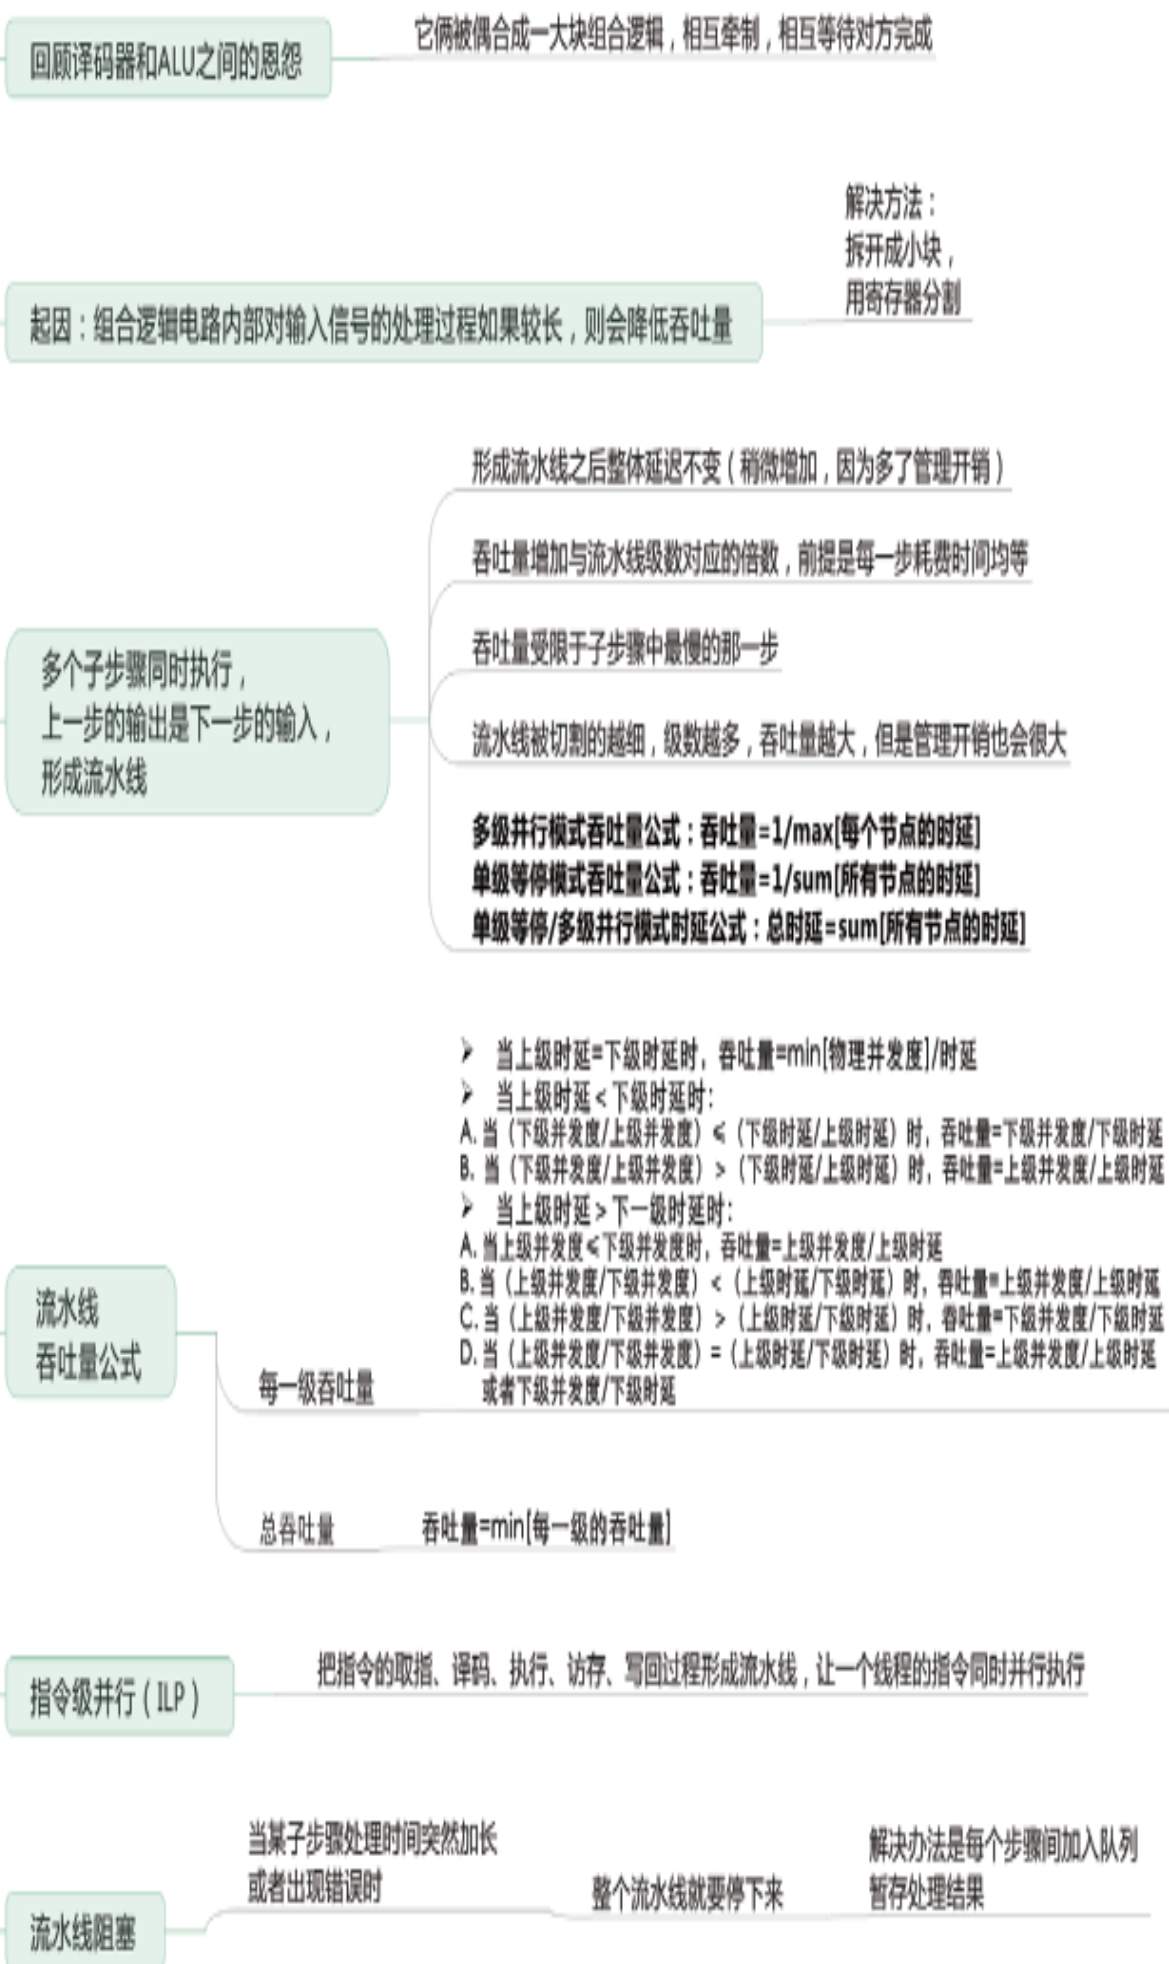 回顾译码器和ALU之间的恩怨
它俩被偶合成一大块组合逻辑，相互牵制，相互等待对方完成
起因：组合逻辑电路内部对输入信号的处理过程如果较长，则会降低吞吐量
解决方法：
拆开成小块，
用寄存器分割
多个子步骤同时执行，
上一步的输出是下一步的输入，
形成流水线
形成流水线之后整体延迟不变（稍微增加，因为多了管理开销）
吞吐量增加与流水线级数对应的倍数，前提是每一步耗费时间均等
吞吐量受限于子步骤中最慢的那一步
流水线被切割的越细，级数越多，吞吐量越大，但是管理开销也会很大
多级并行模式吞吐量公式：吞吐量=1/max[每个节点的时延]
单级等停模式吞吐量公式：吞吐量=1/sum[所有节点的时延]
单级等停/多级并行模式时延公式：总时延=sum[所有节点的时延]
流水线
吞吐量公式
每一级吞吐量
➢ 当上级时延=下级时延时，吞吐量=min[物理并发度]/时延
➢ 当上级时延<下级时延时：
A. 当（下级并发度/上级并发度）≤（下级时延/上级时延）时，吞吐量=下级并发度/下级时延
B. 当（下级并发度/上级并发度）>（下级时延/上级时延）时，吞吐量=上级并发度/上级时延
➢ 当上级时延>下一级时延时：
A. 当上级并发度≤下级并发度时，吞吐量=上级并发度/上级时延
B. 当（上级并发度/下级并发度）<（上级时延/下级时延）时，吞吐量=上级并发度/上级时延
C. 当（上级并发度/下级并发度）>（上级时延/下级时延）时，吞吐量=下级并发度/下级时延
D. 当（上级并发度/下级并发度）=（上级时延/下级时延）时，吞吐量=上级并发度/上级时延
或者下级并发度/下级时延
总吞吐量
吞吐量=min[每一级的吞吐量]
指令级并行（ILP）
把指令的取指、译码、执行、访存、写回过程形成流水线，让一个线程的指令同时并行执行
流水线阻塞
当某子步骤处理时间突然加长
或者出现错误时
整个流水线就要停下来
解决办法是每个步骤间加入队列
暂存处理结果